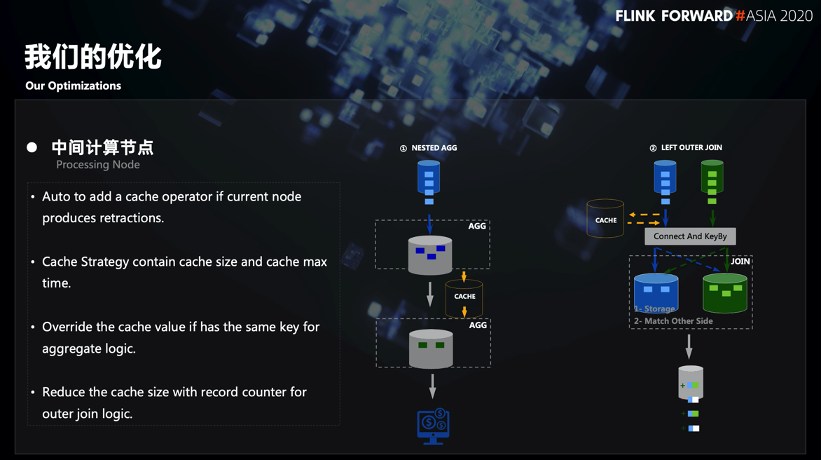 FLINK FORWARD #ASIA 2020
我们的优化
Our Optimizations
中间计算节点
Processing Node
• Auto to add a cache operator if current node
produces retractions.
• Cache Strategy contain cache size and cache max
time.
• Override the cache value if has the same key for
aggregate logic.
• Reduce the cache size with record counter for
outer join logic.
① NESTED AGG
AGG
CACHE
AGG
② LEFT OUTER JOIN
CACHE
Connect And KeyBy
JOIN
1- Storage
2- Match Other Side
+
+